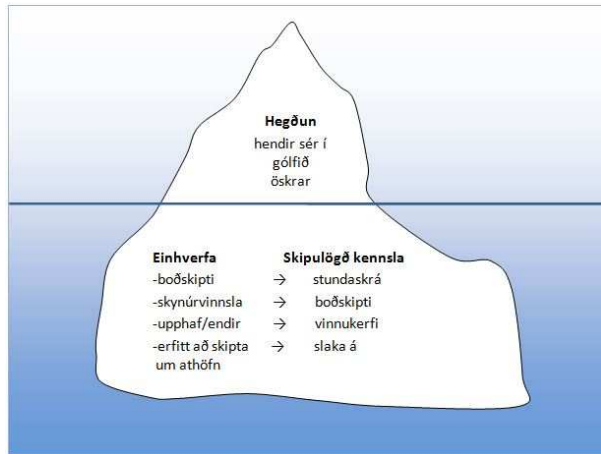 Hegðun
hendir sér í
gólfið
öskrar
Einhverfa Skipulögð kennsla
-boðskipti → stundaskrá
-skynúrvinnsla → boðskipti
-upphaf/endir → vinnukerfi
-erfitt að skipta → slaka á
um athöfn